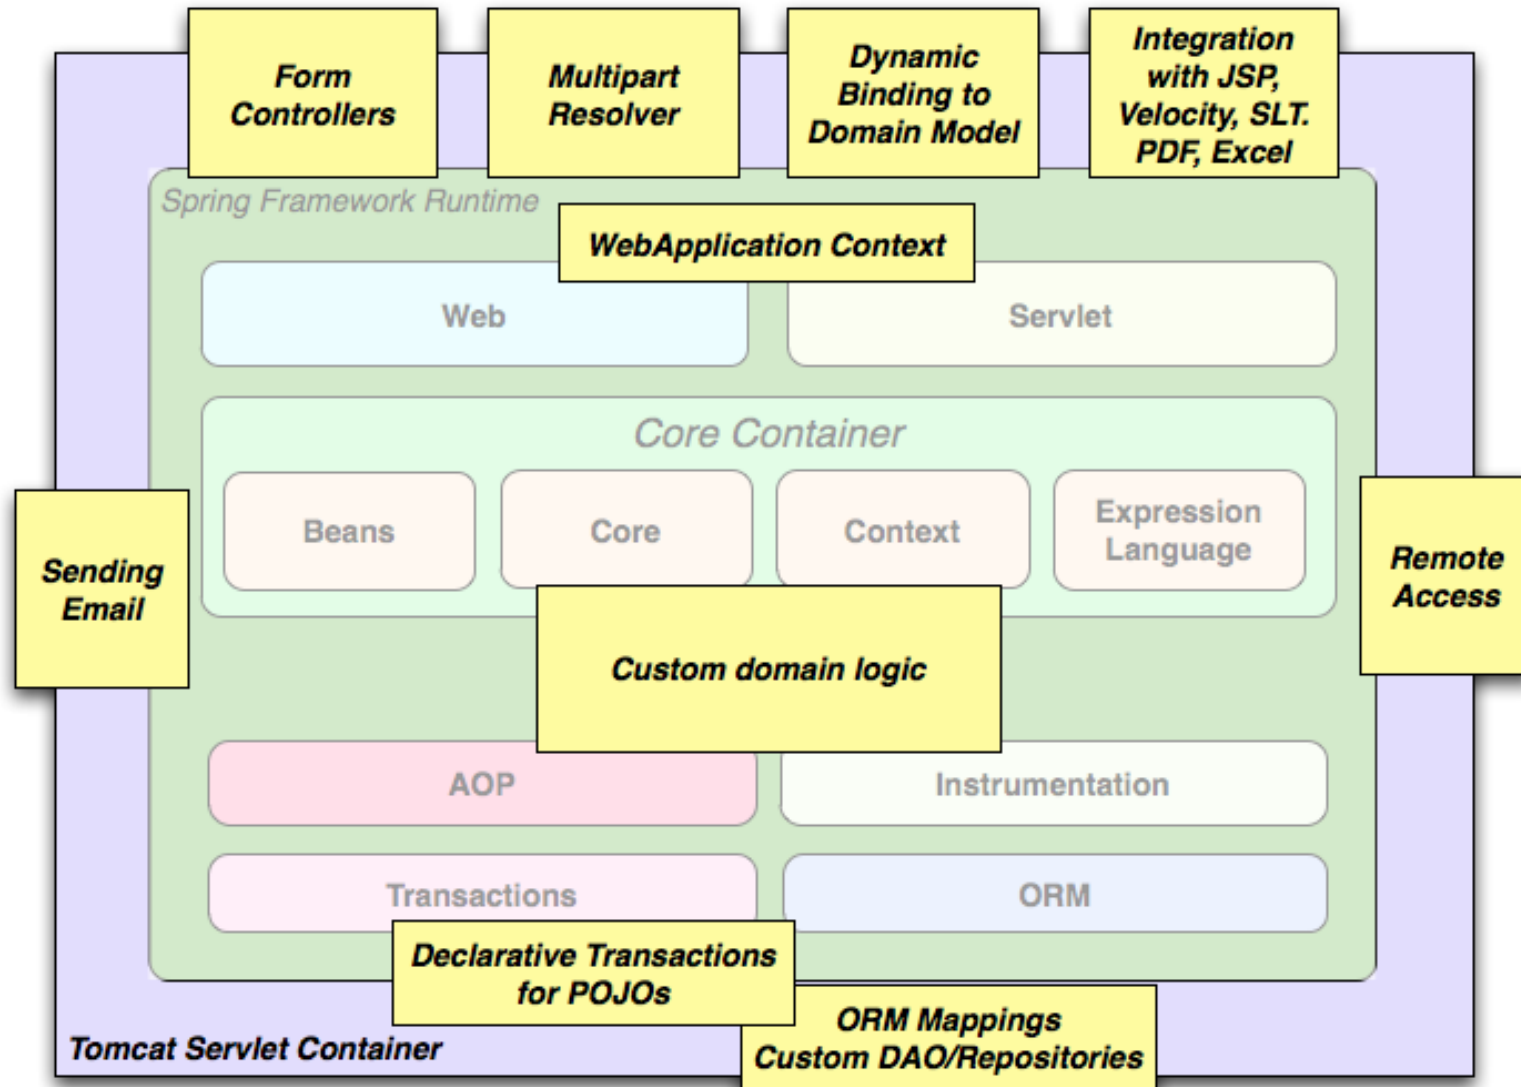 Form
Controllers
Multipart
Resolver
Dynamic
Binding to
Domain Model
Integration
with JSP,
Velocity, SLT.
PDF, Excel
Spring Framework Runtime
WebApplication Context
Web
Servlet
Core Container
Beans
Core
Context
Expression
Language
Sending
Email
Remote
Access
Custom domain logic
AOP
Instrumentation
Transactions
ORM
Declarative Transactions
for POJOs
ORM Mappings
Custom DAO/Repositories
Tomcat Servlet Container